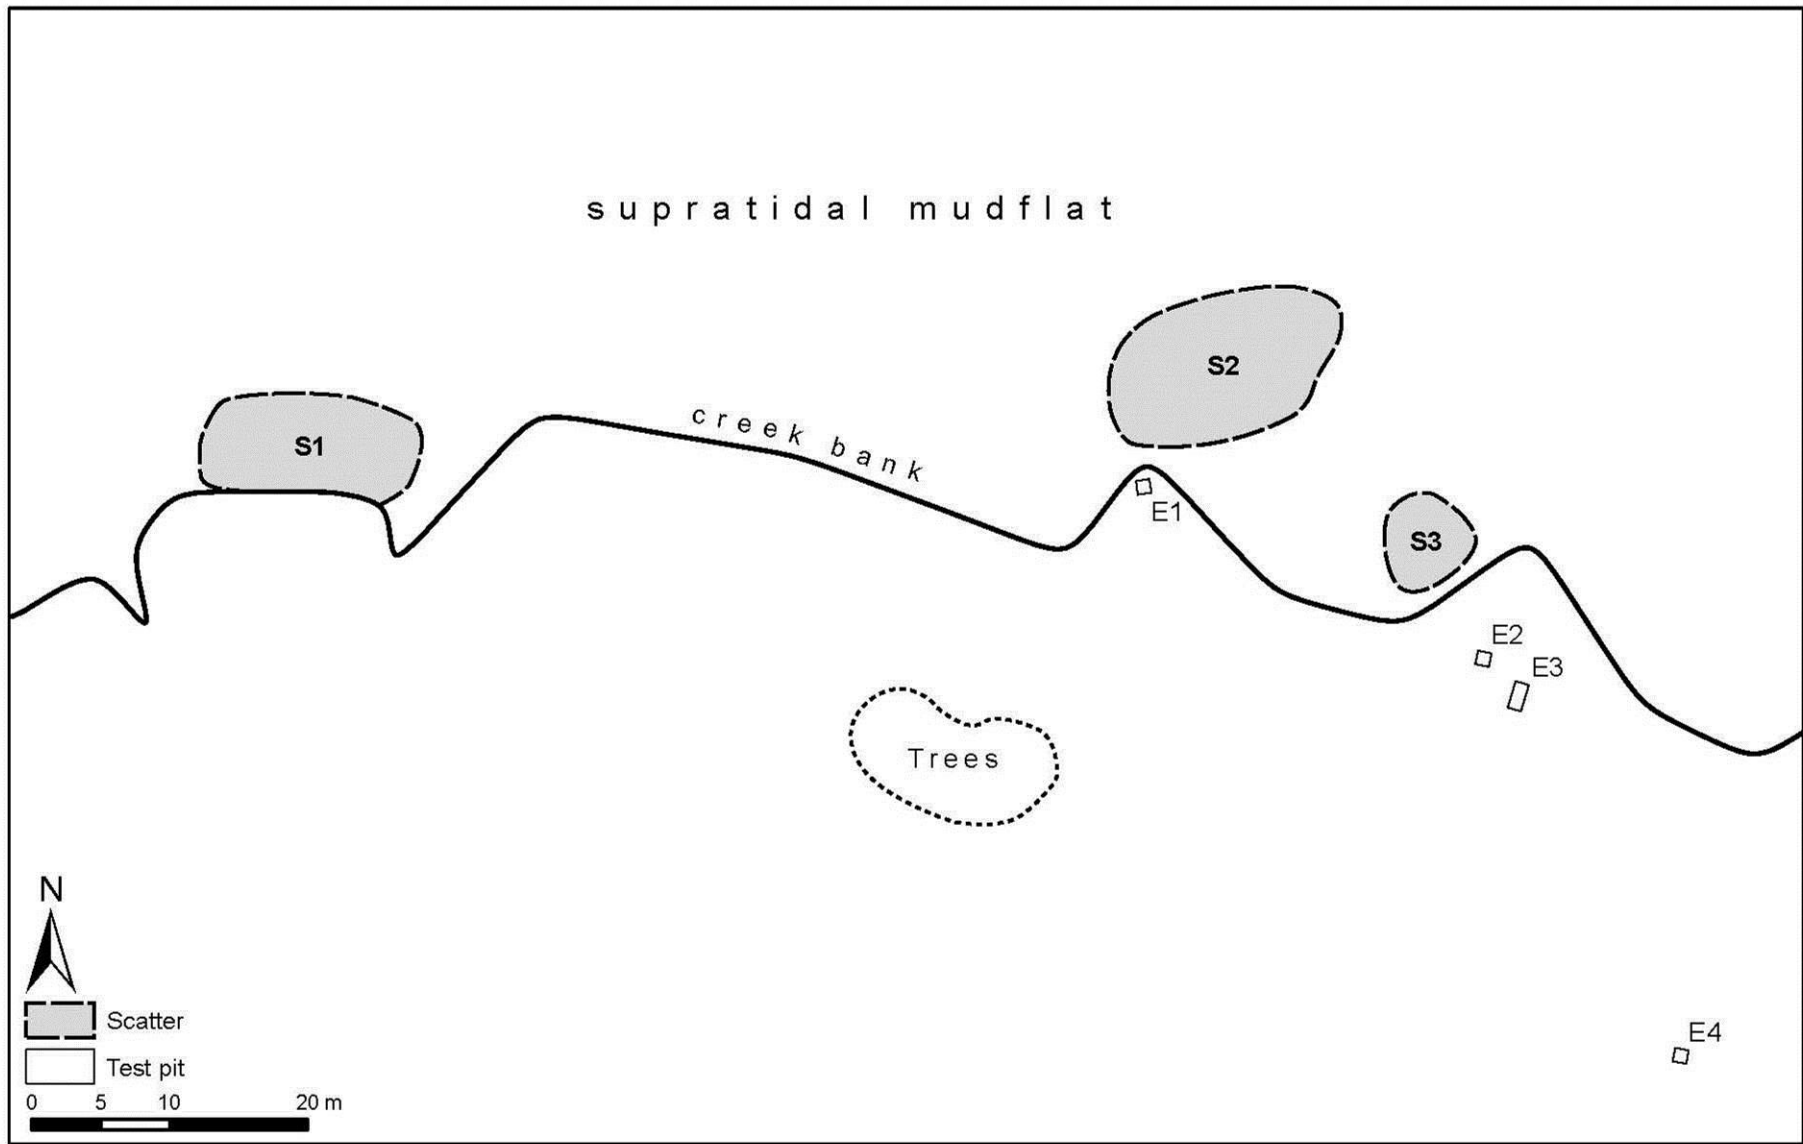 supratidal mudflat
S2
creek bank
S1
E1
S3
E2
E3
Trees
N
Scatter
E4
Test pit
0 5 10 20 m